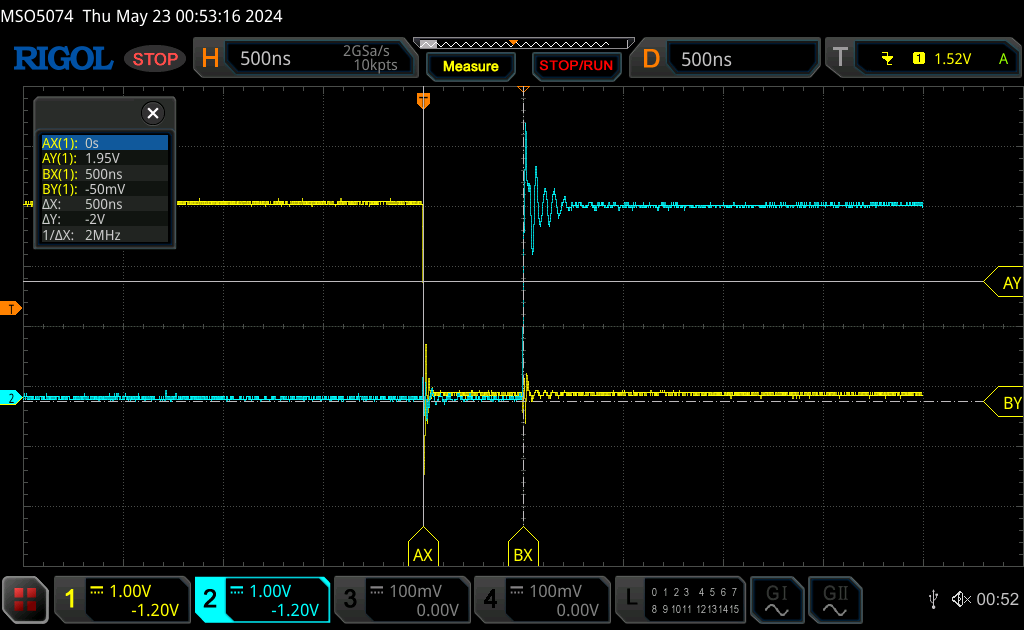 MSO5074 Thu May 23 00:53:16 2024
RIGOL STOP H 500ns 2GSa/s 10kpts Measure STOP/RUN D 500ns T 1 1.52V A
T
AX(1): 0s
AY(1): 1.95V
BX(1): 500ns
BY(1): -50mV
ΔX: 500ns
ΔY: -2V
1/ΔX: 2MHz
AY
T
2
BY
AX BX
1 1.00V -1.20V 2 1.00V -1.20V 3 100mV 0.00V 4 100mV 0.00V L 0 1 2 3 4 5 6 7 GI GII 00:52
8 9 10 11 12 13 14 15